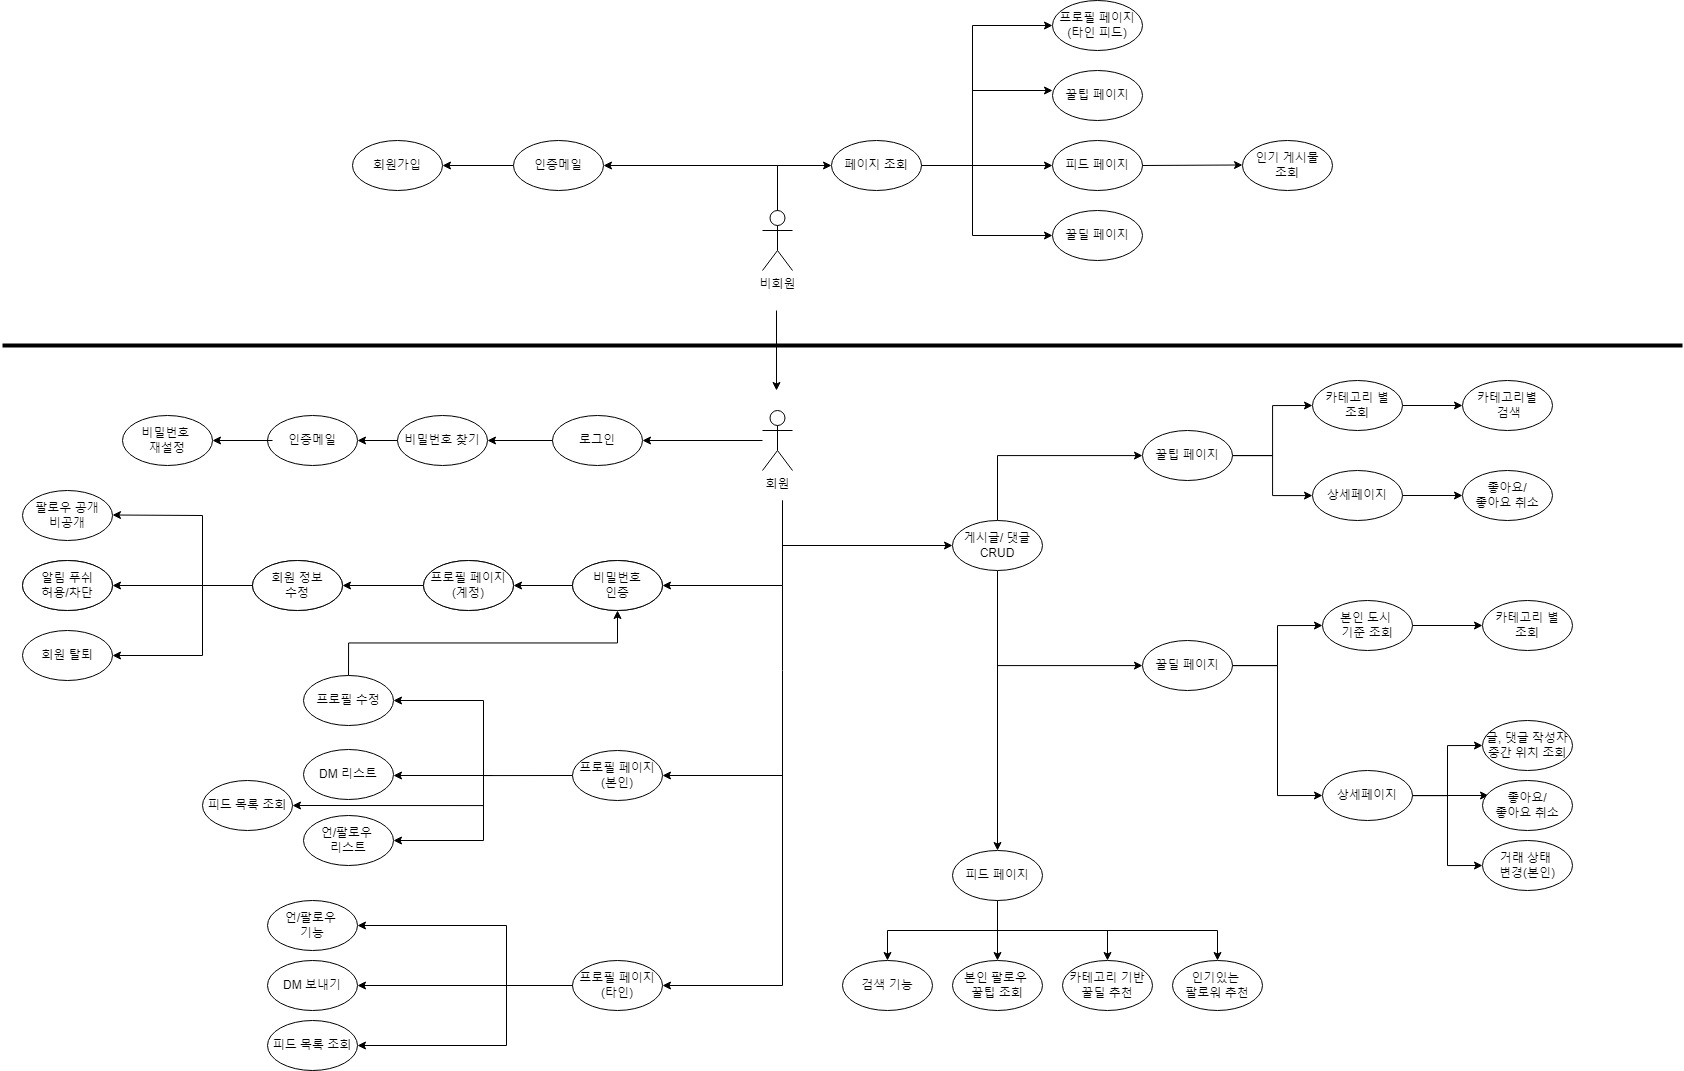 프로필 페이지
(타인 피드)
꿀팁 페이지
회원가입
인증메일
페이지 조회
피드 페이지
인기 게시물
조회
꿀딜 페이지
비회원
비밀번호
재설정
인증메일
비밀번호 찾기
로그인
회원
카테고리 별
조회
카테고리별
검색
꿀팁 페이지
상세페이지
좋아요/
좋아요 취소
팔로우 공개
비공개
게시글/ 댓글
CRUD
알림 푸쉬
허용/차단
회원 정보
수정
프로필 페이지
(계정)
비밀번호
인증
회원 탈퇴
본인 도시
기준 조회
카테고리 별
조회
꿀딜 페이지
프로필 수정
DM 리스트
프로필 페이지
(본인)
피드 목록 조회
언/팔로우
리스트
글, 댓글 작성자
중간 위치 조회
상세페이지
좋아요/
좋아요 취소
거래 상태
변경(본인)
피드 페이지
언/팔로우
기능
DM 보내기
프로필 페이지
(타인)
피드 목록 조회
검색 기능
본인 팔로우
꿀팁 조회
카테고리 기반
꿀딜 추천
인기있는
팔로워 추천